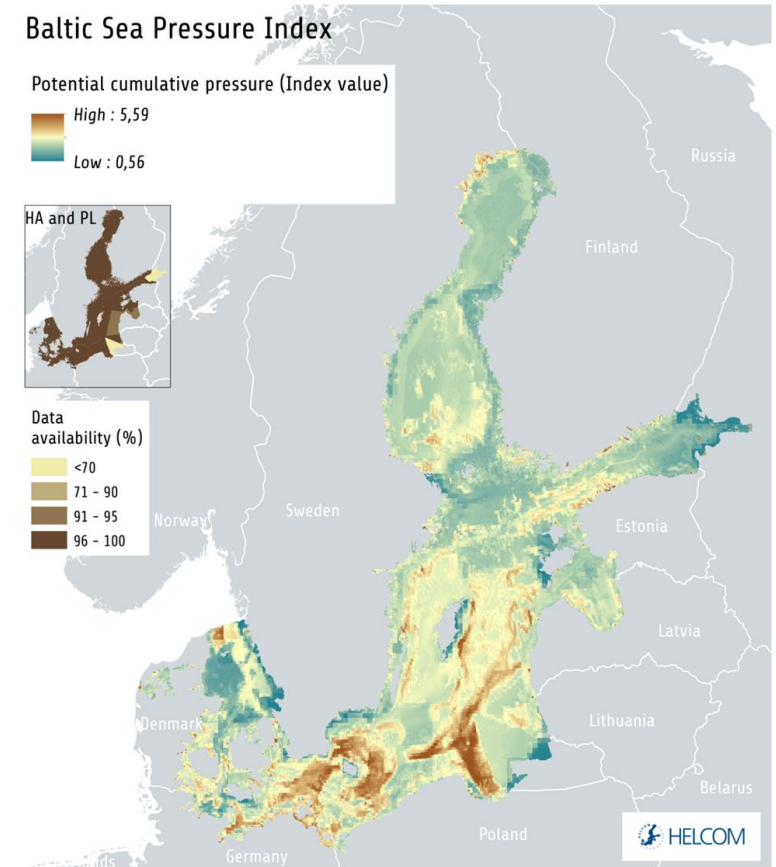 Baltic Sea Pressure Index
Potential cumulative pressure (Index value)
High : 5,59
Low : 0,56
HA and PL
Data
availability (%)
<70
71 - 90
91 - 95
96 - 100
Russia
Finland
Norway
Sweden
Estonia
Latvia
Denmark
Lithuania
Belarus
Poland
Germany
HELCOM